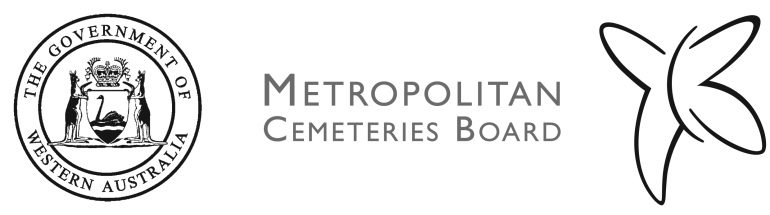 THE GOVERNMENT OF
WESTERN AUSTRALIA
METROPOLITAN
CEMETERIES BOARD